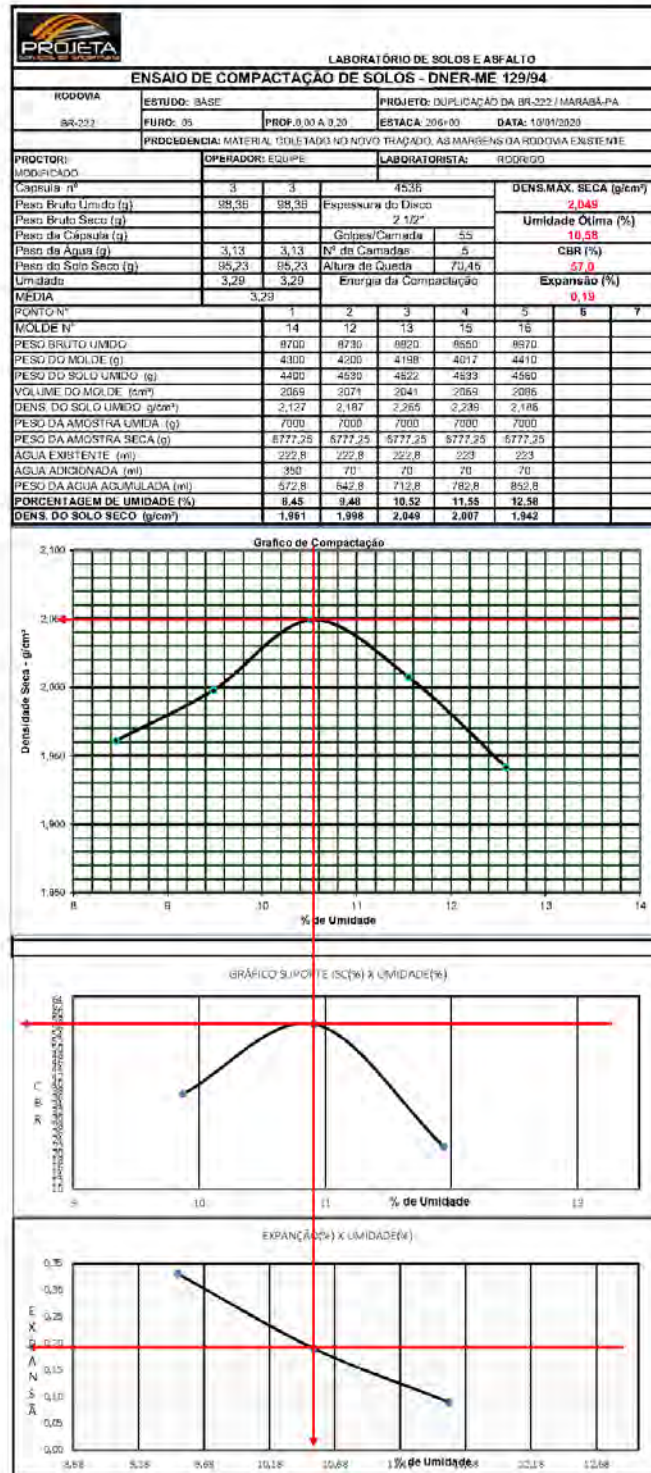 PROJETA
LABORATÓRIO DE SOLOS E ASFALTO
ENSAIO DE COMPACTAÇÃO DE SOLOS - DNER-ME 129/94
RODOVIA ESTUDO: BASE PROJETO: DUPLICAÇÃO DA BR-222 / MARABÁ-PA
BR-222 FURO: 05 PROF. 0,00 A 0,20 ESTACA: 206+00 DATA: 10/01/2020
PROCEDENCIA: MATERIAL COLETADO NO NOVO TRAÇADO, AS MARGENS DA RODOVIA EXISTENTE
PROCTOR: OPERADOR: EQUIPE LABORATORISTA: RODRIGO
MODIFICADO
Capsula nº 3 3 4536 DENS.MÁX. SECA (g/cm³)
Peso Bruto Úmido (g) 98,36 98,36 Espessura do Disco 2,049
Peso Bruto Seco (g) 2 1/2" Umidade Ótima (%)
Peso da Cápsula (g) Golpes/Camada 55 10,58
Peso da Água (g) 3,13 3,13 Nº de Camadas 5 CBR (%)
Peso do Solo Seco (g) 95,23 95,23 Altura de Queda 70,45 57,0
Umidade 3,29 3,29 Energia da Compactação Expansão (%)
MÉDIA 3,29 0,19
PONTO Nº 1 2 3 4 5 6 7
MOLDE Nº 14 12 13 15 16
PESO BRUTO UMIDO 8700 8730 8820 8650 8970
PESO DO MOLDE (g) 4300 4200 4198 4017 4410
PESO DO SOLO UMIDO (g) 4400 4530 4622 4633 4560
VOLUME DO MOLDE (cm³) 2069 2071 2041 2069 2086
DENS. DO SOLO UMIDO g/cm³) 2,127 2,187 2,265 2,239 2,186
PESO DA AMOSTRA UMIDA (g) 7000 7000 7000 7000 7000
PESO DA AMOSTRA SECA (g) 6777,25 6777,25 6777,25 6777,25 6777,25
AGUA EXISTENTE (ml) 222,8 222,8 222,8 223 223
AGUA ADICIONADA (ml) 350 70 70 70 70
PESO DA AGUA ACUMULADA (ml) 572,8 642,8 712,8 782,8 852,8
PORCENTAGEM DE UMIDADE (%) 8,45 9,48 10,52 11,55 12,58
DENS. DO SOLO SECO (g/cm³) 1,961 1,998 2,049 2,007 1,942
Grafico de Compactação
Densidade Seca - g/cm³
2,100
2,000
1,950
1,900
1,850
8 9 10 11 12 13 14
% de Umidade
GRÁFICO SUPORTE ISC(%) X UMIDADE(%)
C B R
9 10 11 13
% de Umidade
EXPANÇÃO(%) X UMIDADE(%)
E X P A N S Ã
0,35
0,30
0,25
0,20
0,15
0,10
0,05
0,00
9,68 10,18 10,68 12,18 12,68
% de Umidade